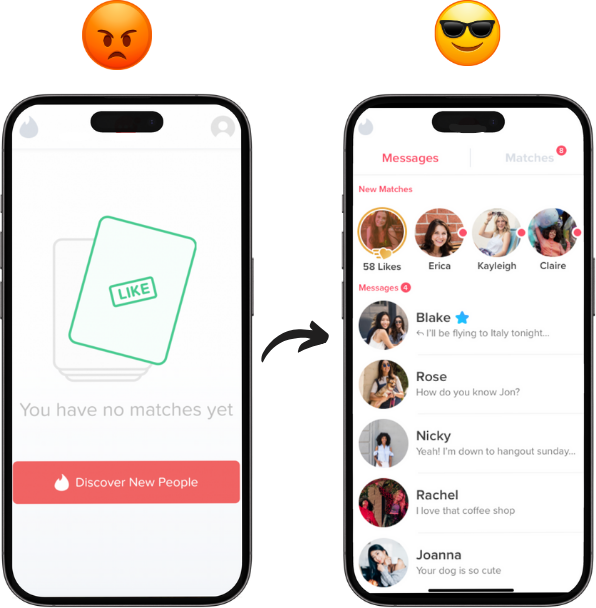 LIKE
You have no matches yet
Discover New People
Messages
Matches 8
New Matches
58 Likes
Erica
Kayleigh
Claire
Messages 4
Blake
I'll be flying to Italy tonight...
Rose
How do you know Jon?
Nicky
Yeah! I'm down to hangout sunday...
Rachel
I love that coffee shop
Joanna
Your dog is so cute